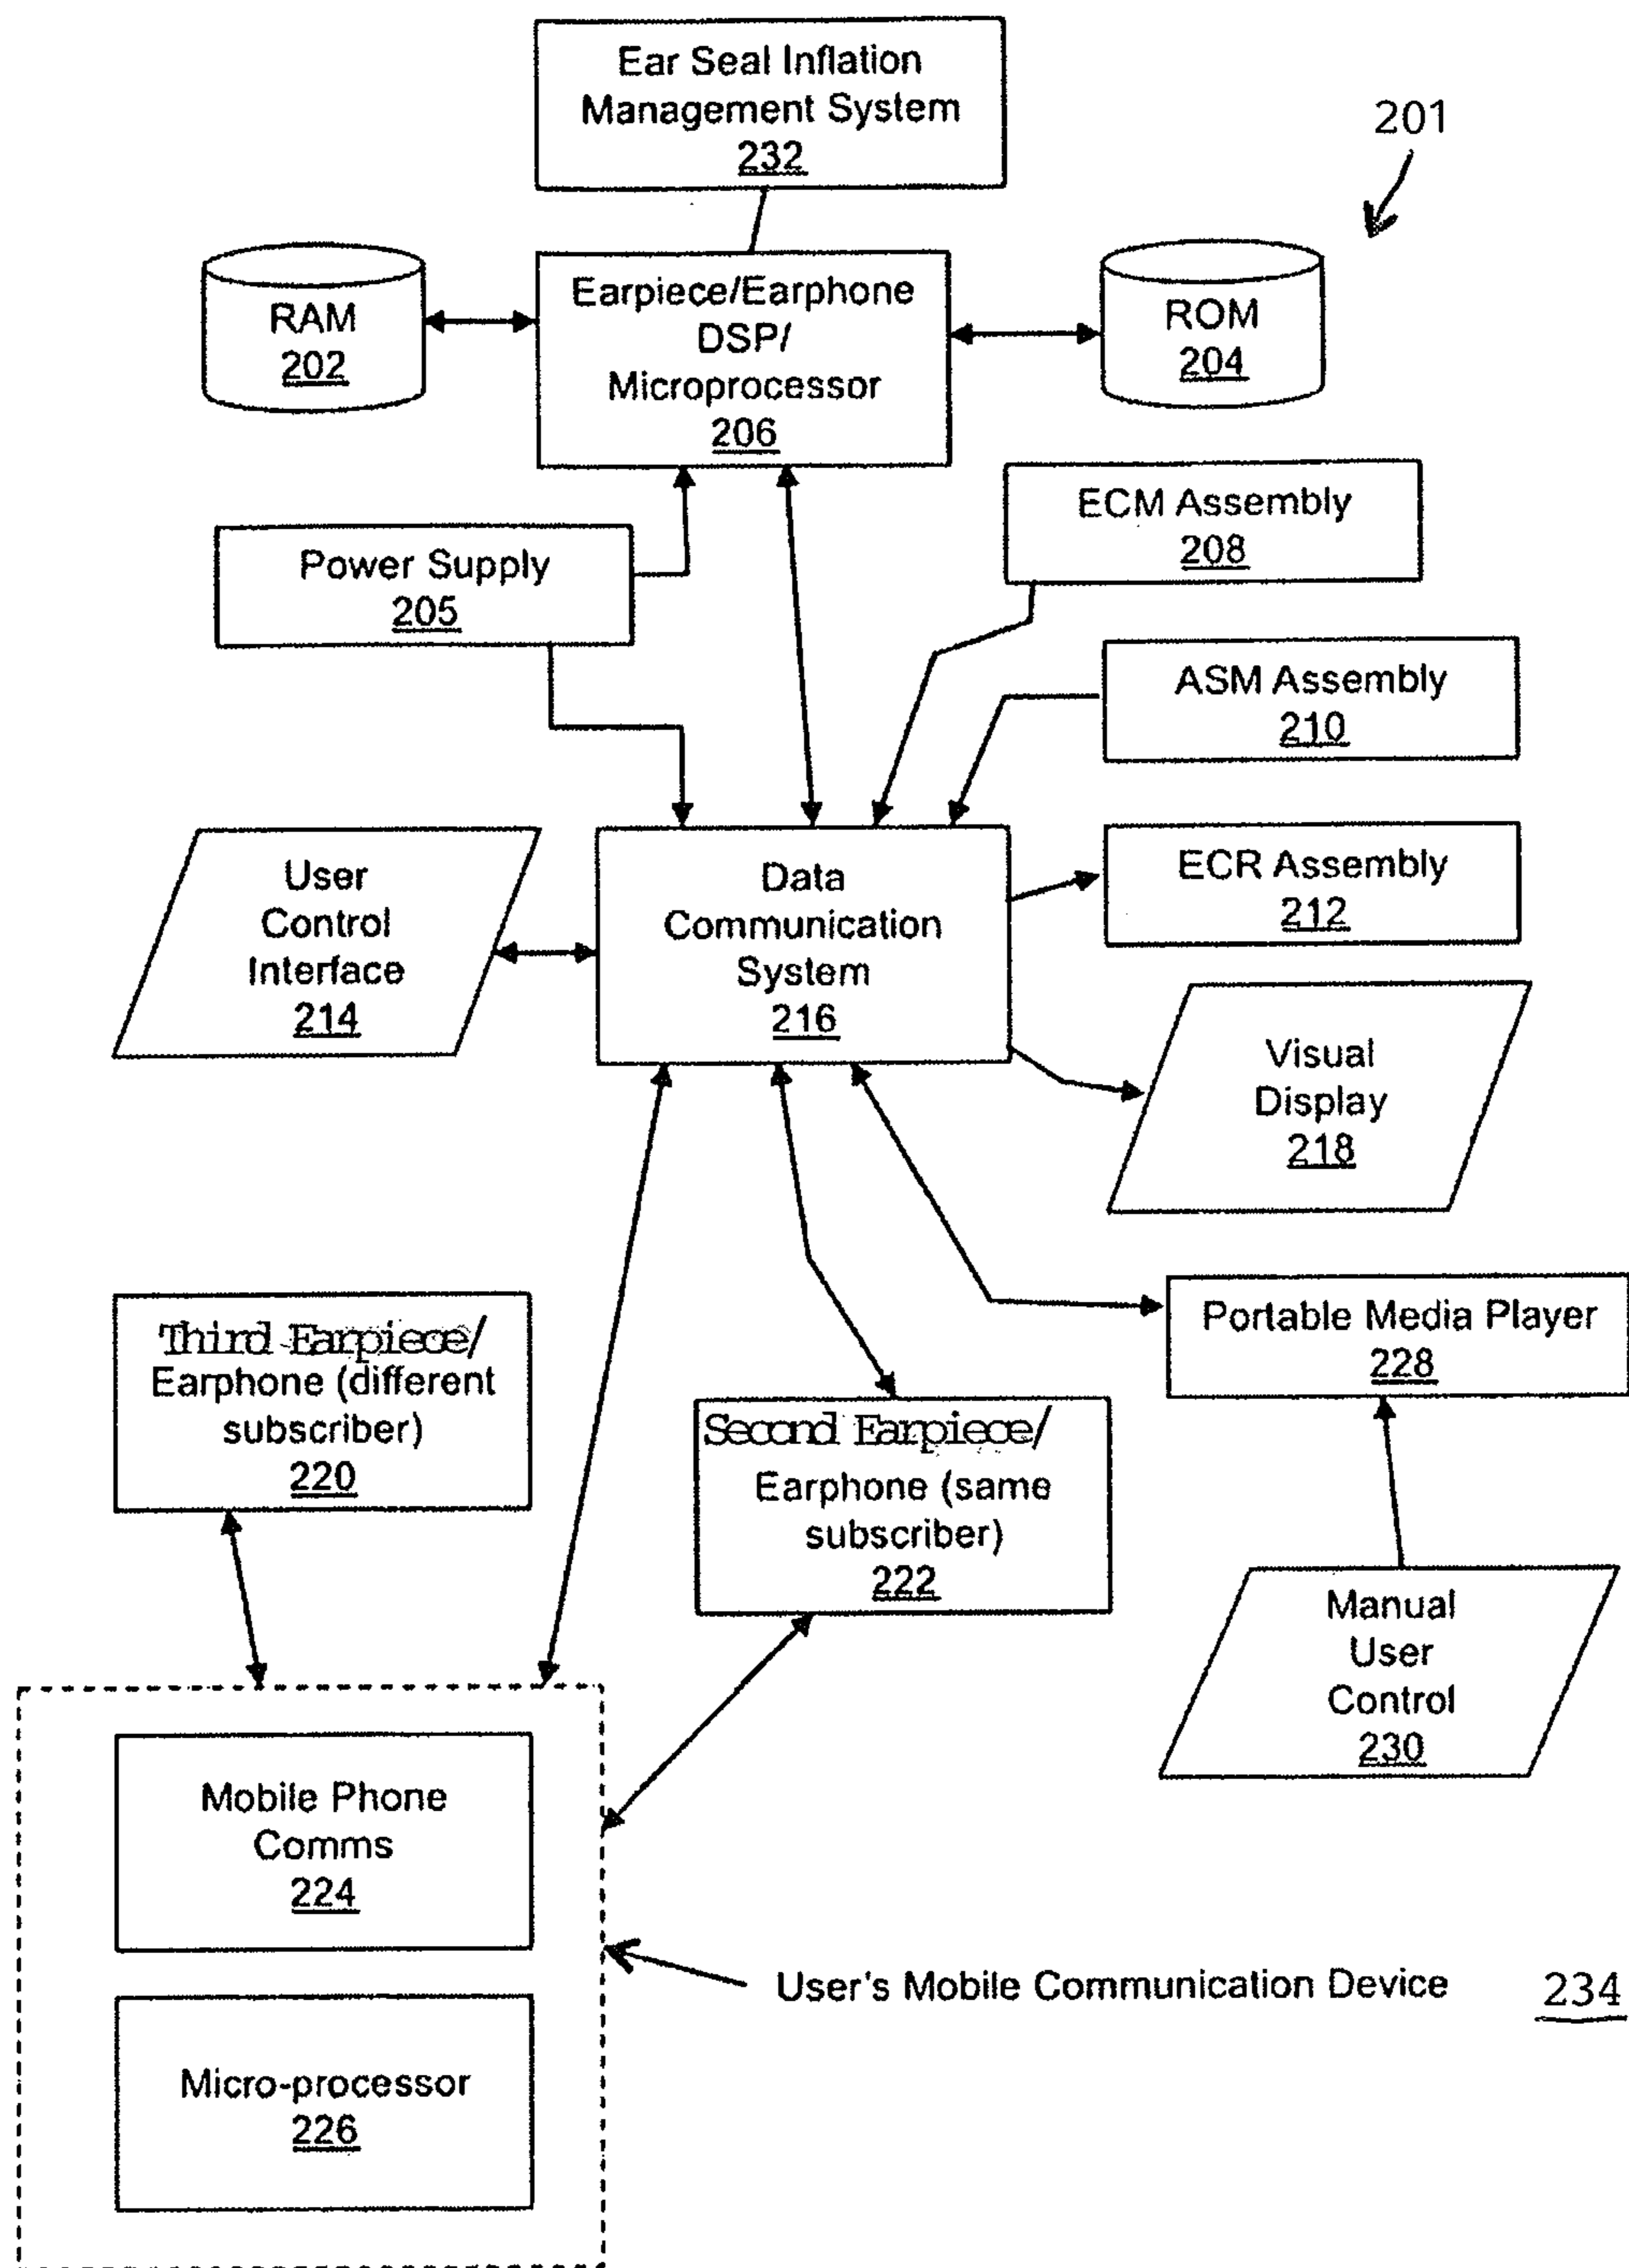 Ear Seal Inflation
Management System
232
201
RAM
202
Earpiece/Earphone
DSP/
Microprocessor
206
ROM
204
Power Supply
205
ECM Assembly
208
ASM Assembly
210
ECR Assembly
212
User
Control
Interface
214
Data
Communication
System
216
Visual
Display
218
Third Earpiece/
Earphone (different
subscriber)
220
Second Earpiece/
Earphone (same
subscriber)
222
Portable Media Player
228
Manual
User
Control
230
Mobile Phone
Comms
224
User's Mobile Communication Device 234
Micro-processor
226